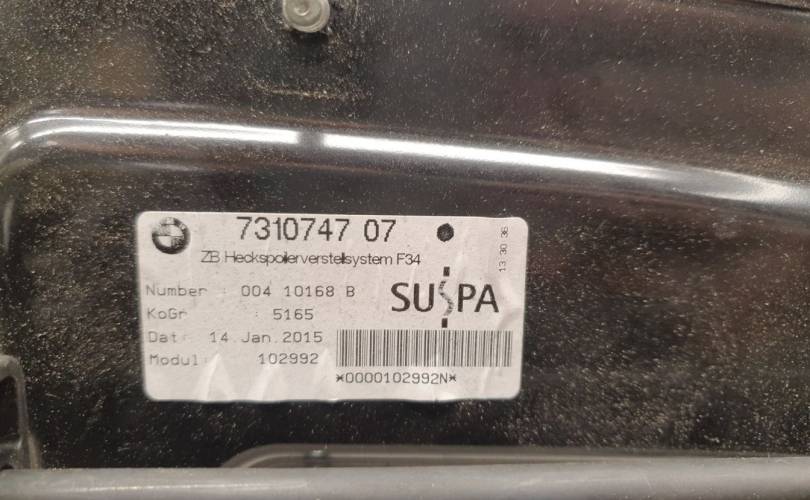 7310747 07
13 30 36
ZB Heckspoilerverstellsystem F34
Number : 004 10168 B
SUSPA
KoGr : 5165
Dat: 14.Jan.2015
Modul: 102992
*0000102992N*